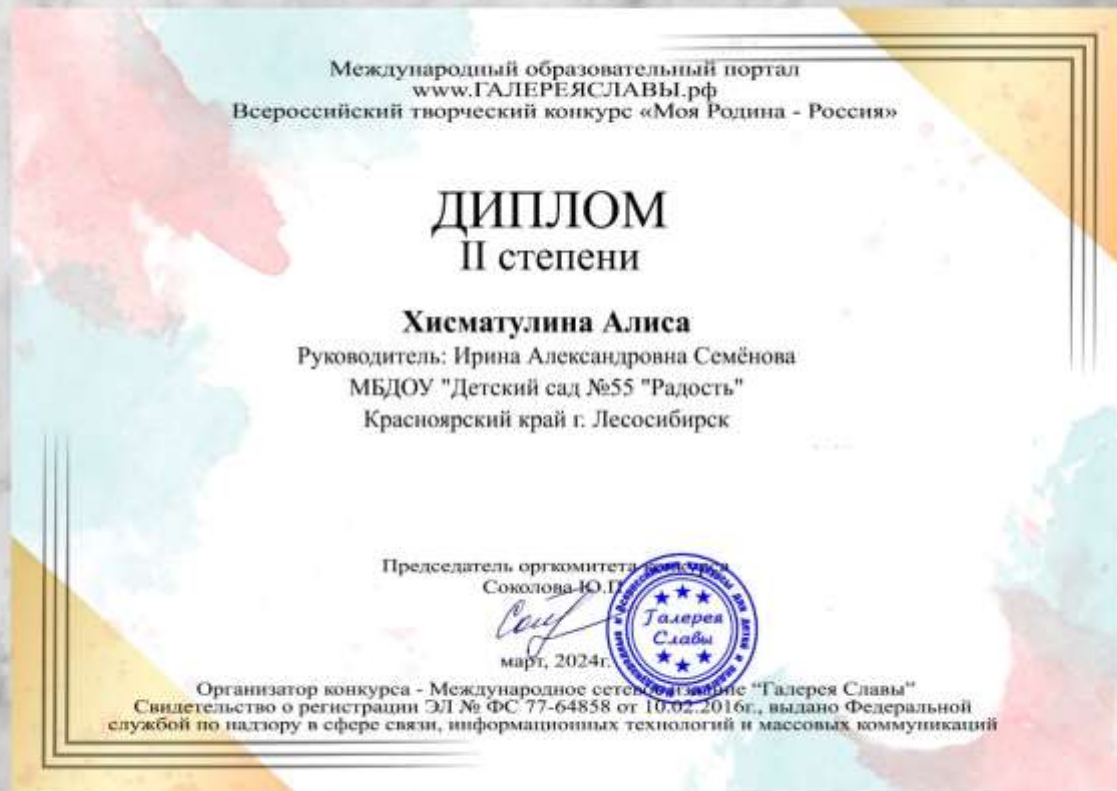 Международный образовательный портал
www.ГАЛЕРЕЯСЛАВЫ.рф
Всероссийский творческий конкурс «Моя Родина - Россия»
ДИПЛОМ
II степени
Хисматулина Алиса
Руководитель: Ирина Александровна Семёнова
МБДОУ "Детский сад №55 "Радость"
Красноярский край г. Лесосибирск
Председатель оргкомитета конкурса
Соколова Ю.П.
Галерея
Славы
март, 2024г.
Организатор конкурса - Международное сетевое издание "Галерея Славы"
Свидетельство о регистрации ЭЛ № ФС 77-64858 от 10.02.2016г., выдано Федеральной
службой по надзору в сфере связи, информационных технологий и массовых коммуникаций